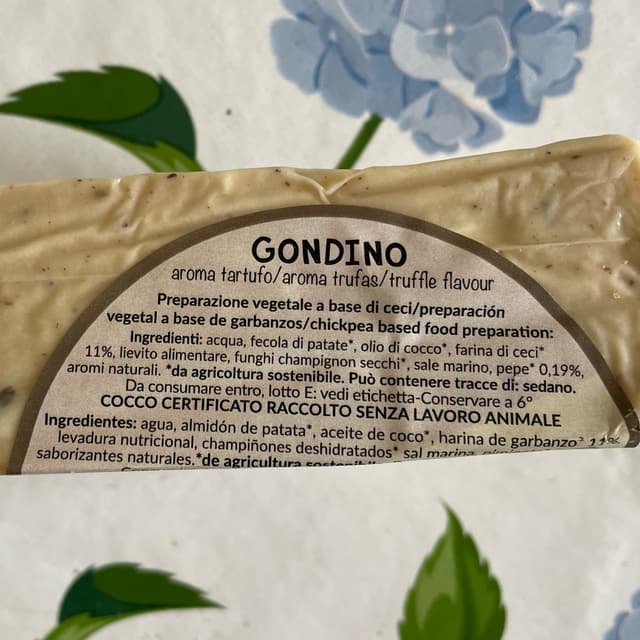 GONDINO
aroma tartufo/aroma trufas/truffle flavour
Preparazione vegetale a base di ceci/preparación
vegetal a base de garbanzos/chickpea based food preparation:
Ingredienti: acqua, fecola di patate*, olio di cocco*, farina di ceci*
11%, lievito alimentare, funghi champignon secchi*, sale marino, pepe* 0,19%,
aromi naturali. *da agricoltura sostenibile. Può contenere tracce di: sedano.
Da consumare entro, lotto E: vedi etichetta-Conservare a 6°
COCCO CERTIFICATO RACCOLTO SENZA LAVORO ANIMALE
Ingredientes: agua, almidón de patata*, aceite de coco*, harina de garbanzo* 11%
levadura nutricional, champiñones deshidratados* sal marina,
saborizantes naturales.*de agricultura